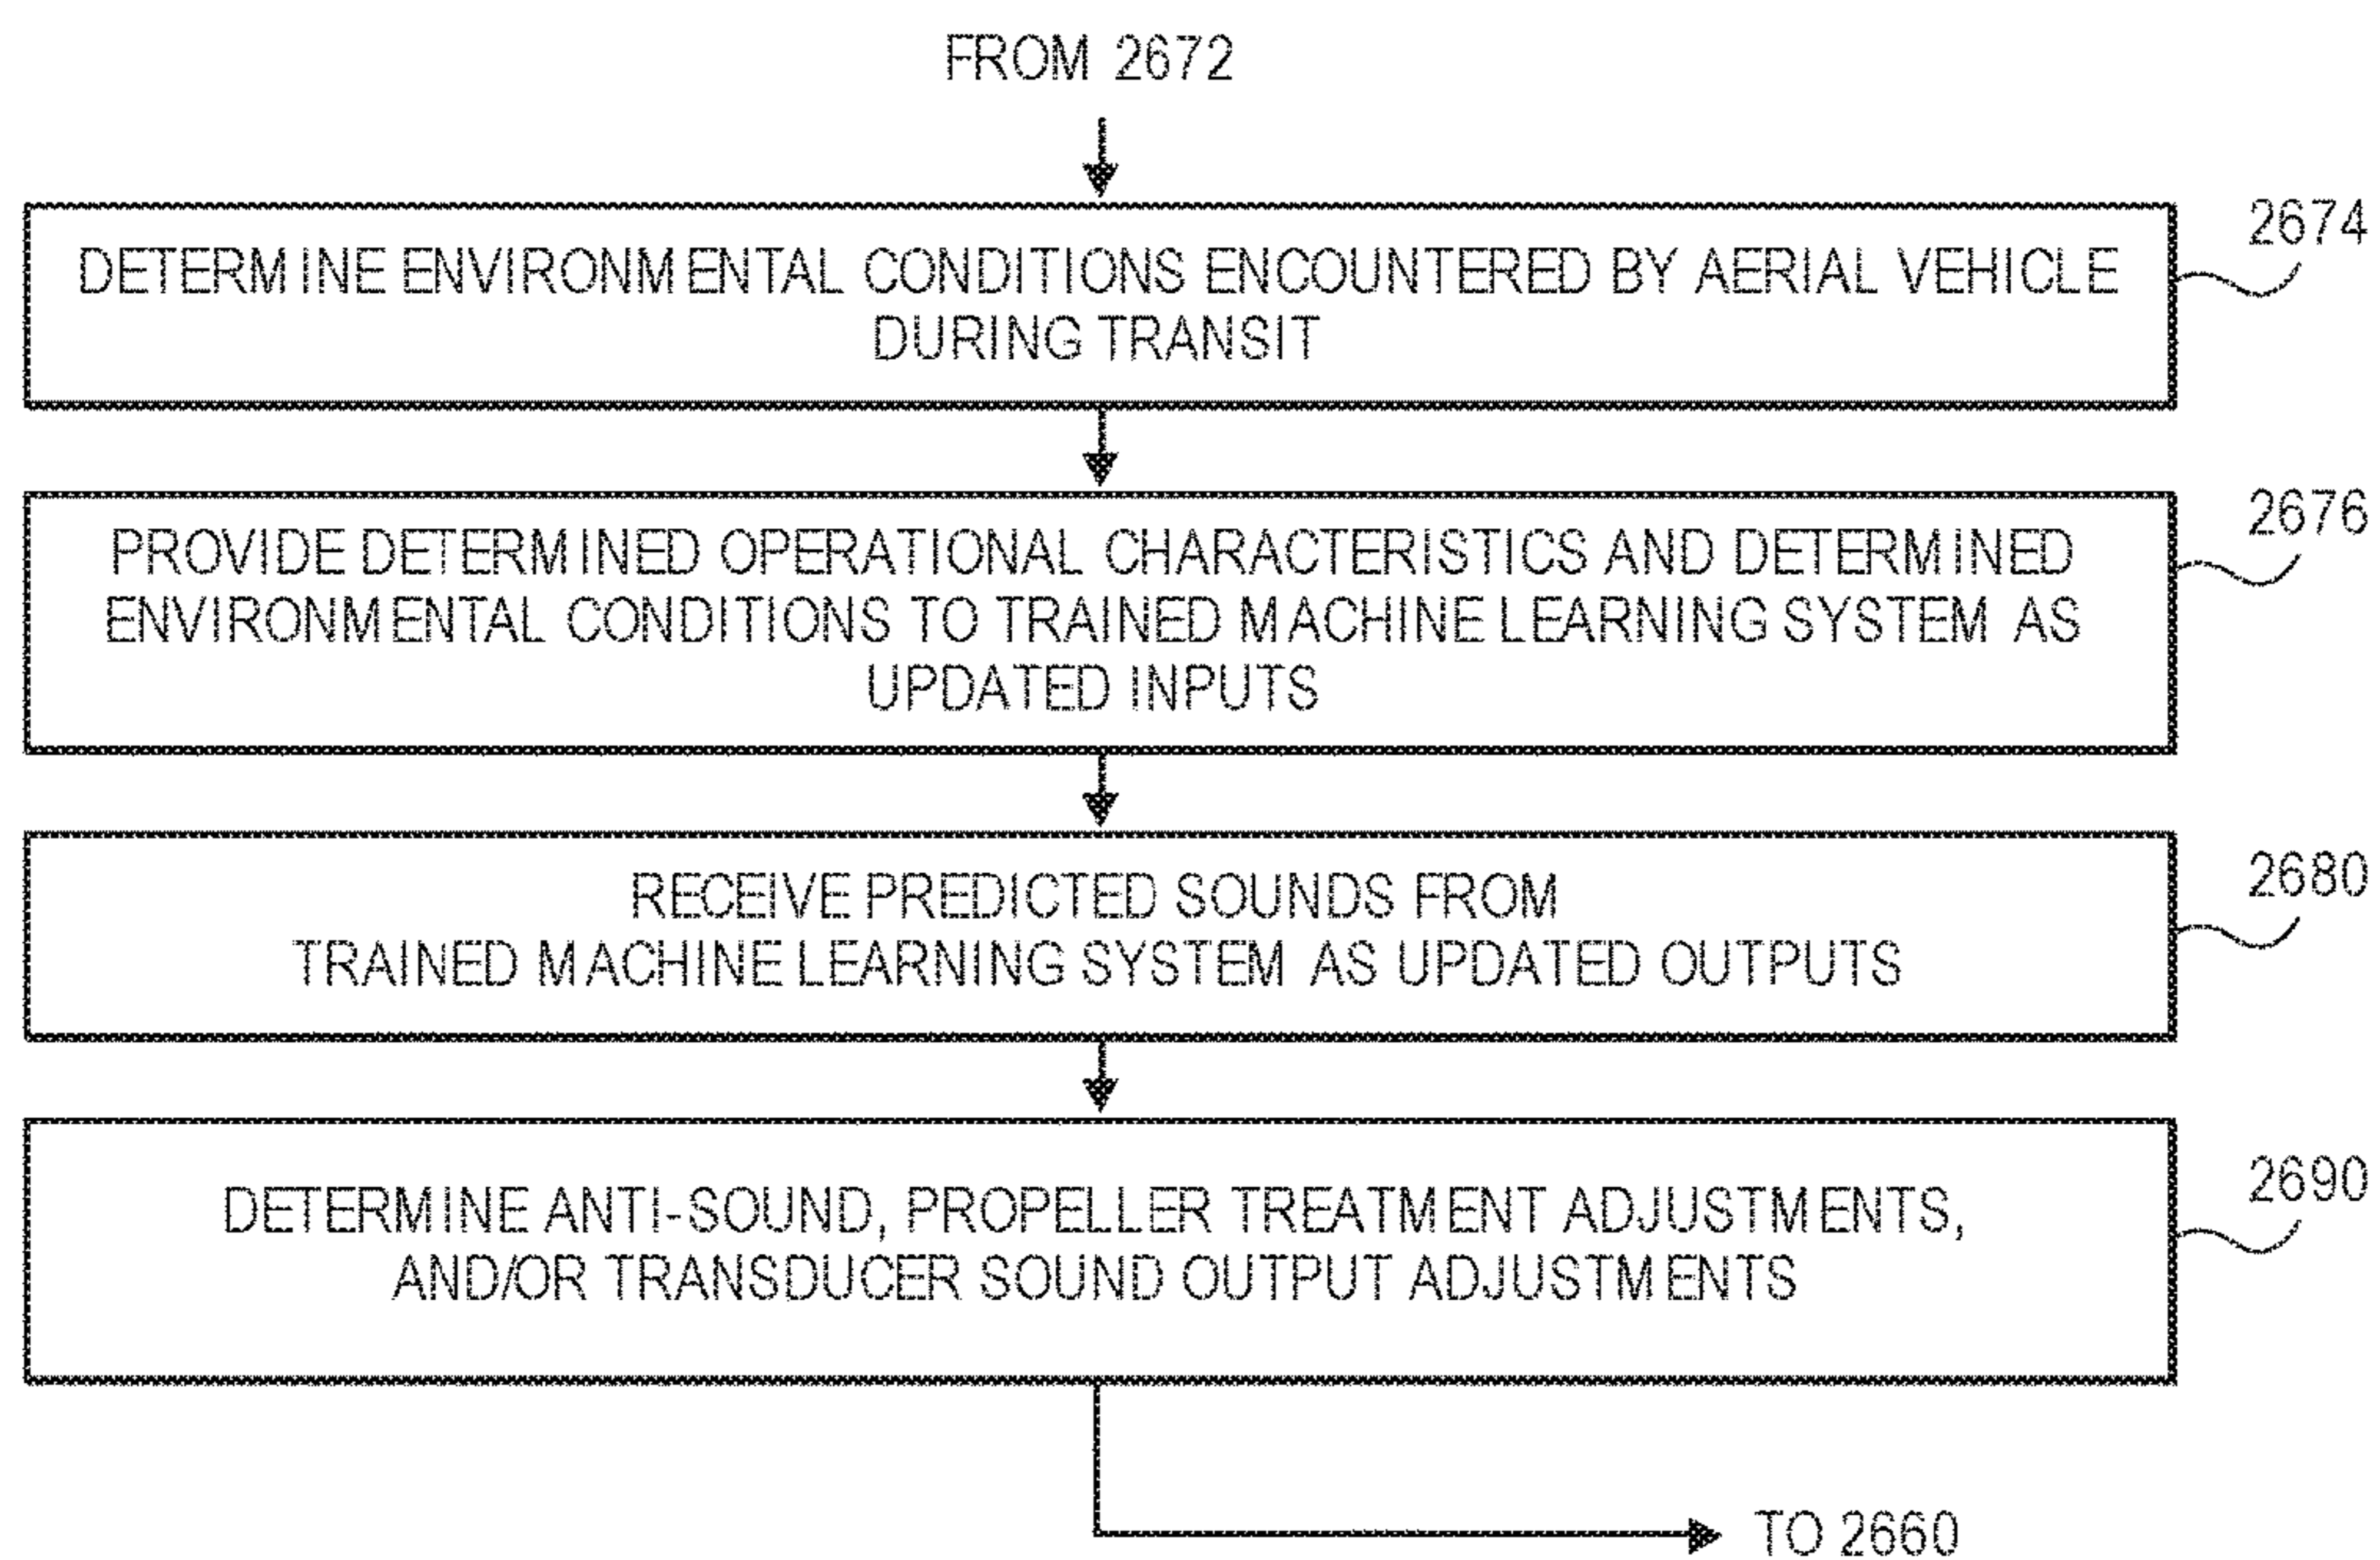 FROM 2672
2674
DETERMINE ENVIRONMENTAL CONDITIONS ENCOUNTERED BY AERIAL VEHICLE
DURING TRANSIT
2676
PROVIDE DETERMINED OPERATIONAL CHARACTERISTICS AND DETERMINED
ENVIRONMENTAL CONDITIONS TO TRAINED MACHINE LEARNING SYSTEM AS
UPDATED INPUTS
2680
RECEIVE PREDICTED SOUNDS FROM
TRAINED MACHINE LEARNING SYSTEM AS UPDATED OUTPUTS
2690
DETERMINE ANTI-SOUND, PROPELLER TREATMENT ADJUSTMENTS,
AND/OR TRANSDUCER SOUND OUTPUT ADJUSTMENTS
TO 2660